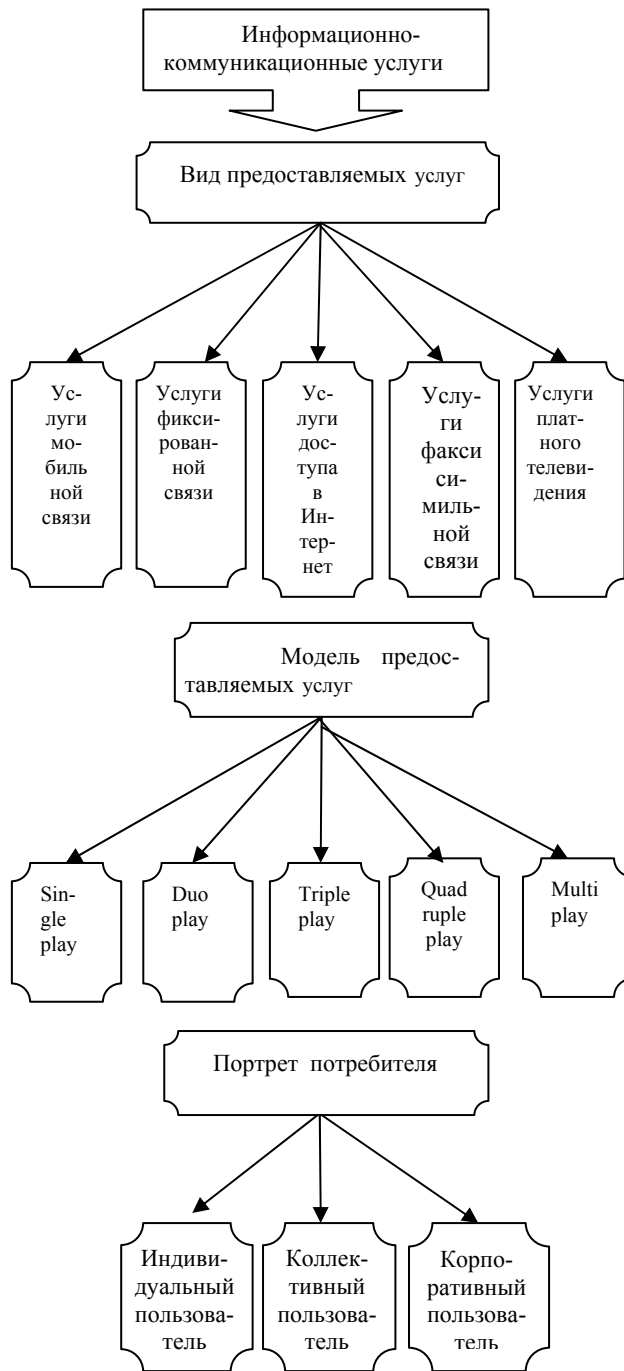 Информационно-
коммуникационные услуги
Вид предоставляемых услуг
Ус-
луги
мо-
биль
ной
связи
Услуги
фикси-
рован-
ной
связи
Ус-
луги
дос-
тупа
в
Ин-
тер-
нет
Услу-
ги
факси
си-
миль-
ной
связи
Услуги
плат-
ного
телеви-
дения
Модель предос-
тавляемых услуг
Sin-
gle
play
Duo
play
Triple
play
Quad
ruple
play
Multi
play
Портрет потребителя
Индиви-
дуальный
пользова-
тель
Коллек-
тивный
пользова-
тель
Корпо-
ративный
пользова-
тель